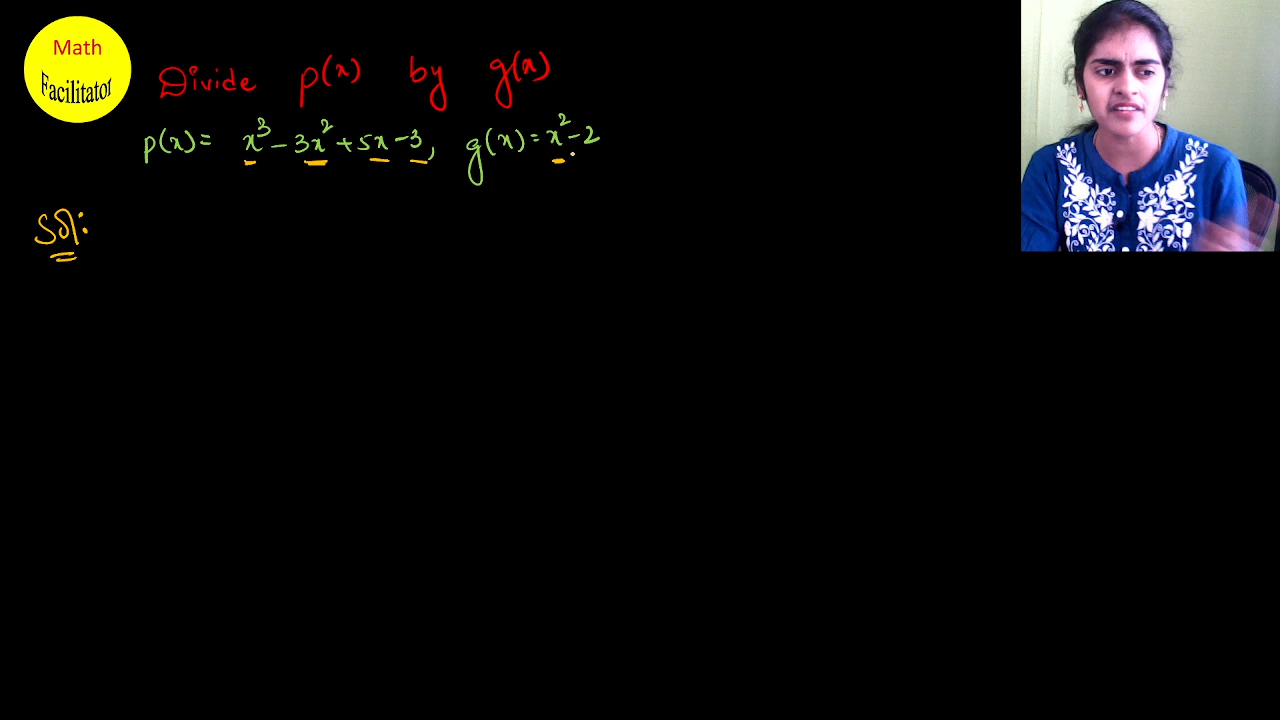 Math
Facilitator
Divide p(x) by g(x)
p(x) = x³ - 3x² + 5x - 3, g(x) = x² - 2
Sol: